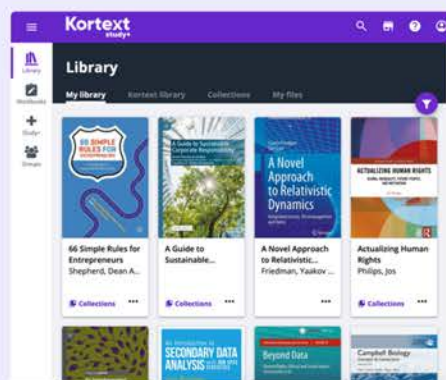 Kortext
study+
Library
My library Kortext library Collections My files
Library
Workbooks
Study+
Groups
66 SIMPLE
RULES FOR
ENTREPRENEURS
A Guide to Sustainable
Corporate Responsibility
A Novel
Approach
to Relativistic
Dynamics
ACTUALIZING HUMAN RIGHTS
66 Simple Rules for
Entrepreneurs
Shepherd, Dean A...
Collections
A Guide to
Sustainable...
Collections
A Novel Approach
to Relativistic...
Friedman, Yaakov ...
Actualizing Human
Rights
Philips, Jos
Collections
An Introduction to
SECONDARY DATA
ANALYSIS
Beyond Data
Campbell Biology